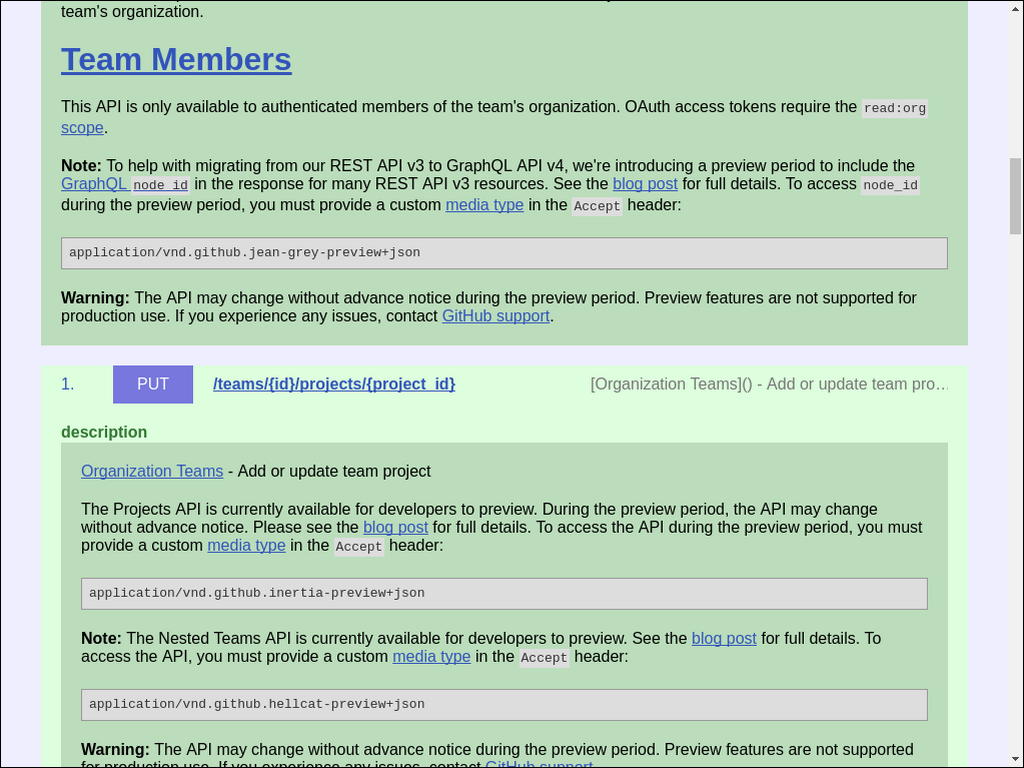 team's organization.
Team Members
This API is only available to authenticated members of the team's organization. OAuth access tokens require the read:org
scope.
Note: To help with migrating from our REST API v3 to GraphQL API v4, we're introducing a preview period to include the
GraphQL node_id in the response for many REST API v3 resources. See the blog post for full details. To access node_id
during the preview period, you must provide a custom media type in the Accept header:
application/vnd.github.jean-grey-preview+json
Warning: The API may change without advance notice during the preview period. Preview features are not supported for
production use. If you experience any issues, contact GitHub support.
1. PUT /teams/{id}/projects/{project_id} [Organization Teams]() - Add or update team pro…
description
Organization Teams - Add or update team project
The Projects API is currently available for developers to preview. During the preview period, the API may change
without advance notice. Please see the blog post for full details. To access the API during the preview period, you must
provide a custom media type in the Accept header:
application/vnd.github.inertia-preview+json
Note: The Nested Teams API is currently available for developers to preview. See the blog post for full details. To
access the API, you must provide a custom media type in the Accept header:
application/vnd.github.hellcat-preview+json
Warning: The API may change without advance notice during the preview period. Preview features are not supported
for production use. If you experience any issues, contact GitHub support.